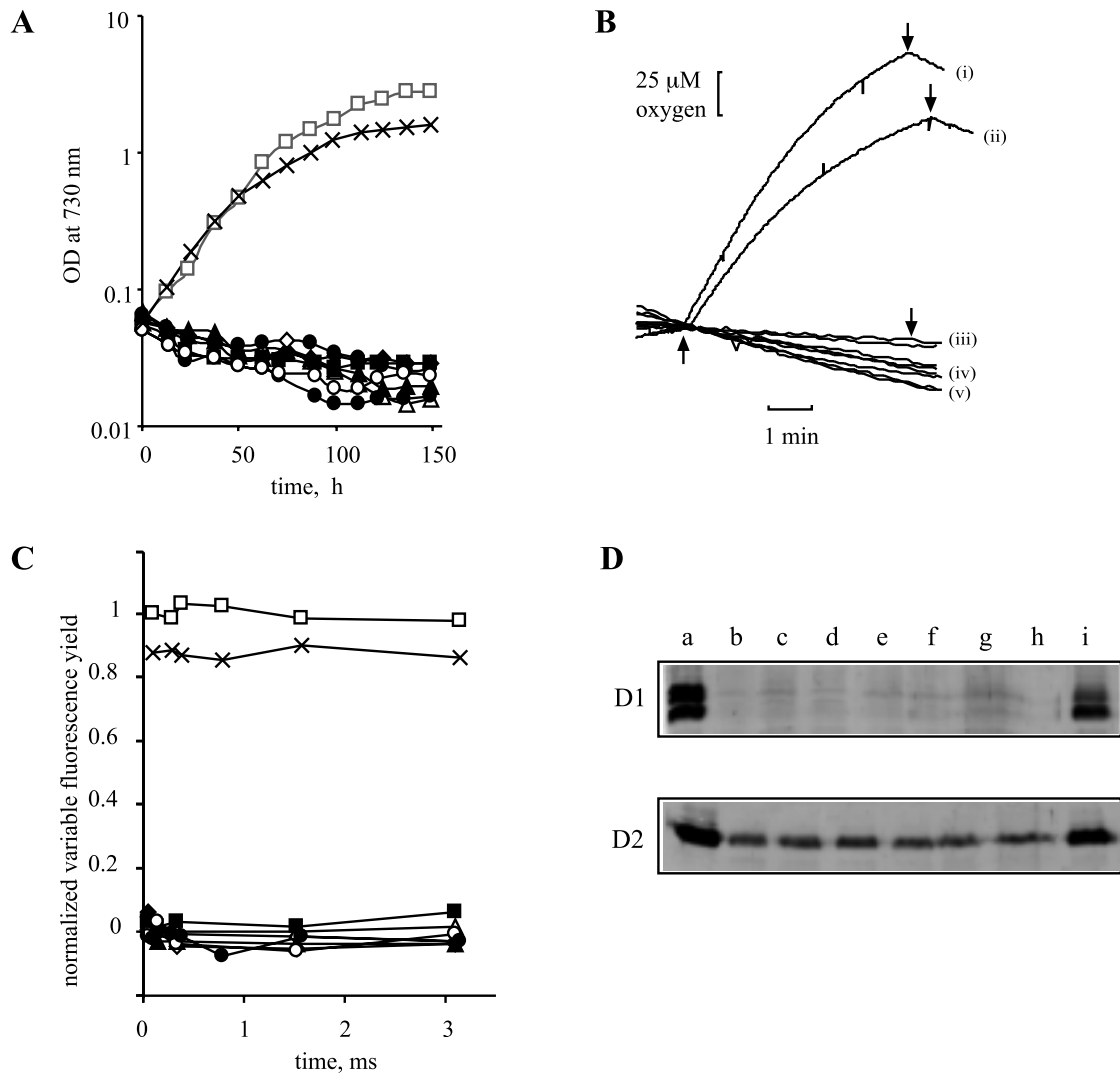 A
10
1
0.1
0.01
OD at 730 nm
0
50
100
150
time, h
B
25 µM
oxygen
(i)
(ii)
(iii)
(iv)
(v)
1 min
C
1
0.8
0.6
0.4
0.2
0
normalized variable fluorescence yield
0
1
2
3
time, ms
D
a b c d e f g h i
D1
D2